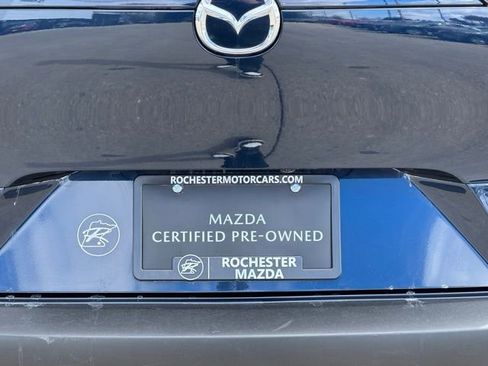 ROCHESTERMOTORCARS.COM
MAZDA
CERTIFIED PRE-OWNED
ROCHESTER
MAZDA